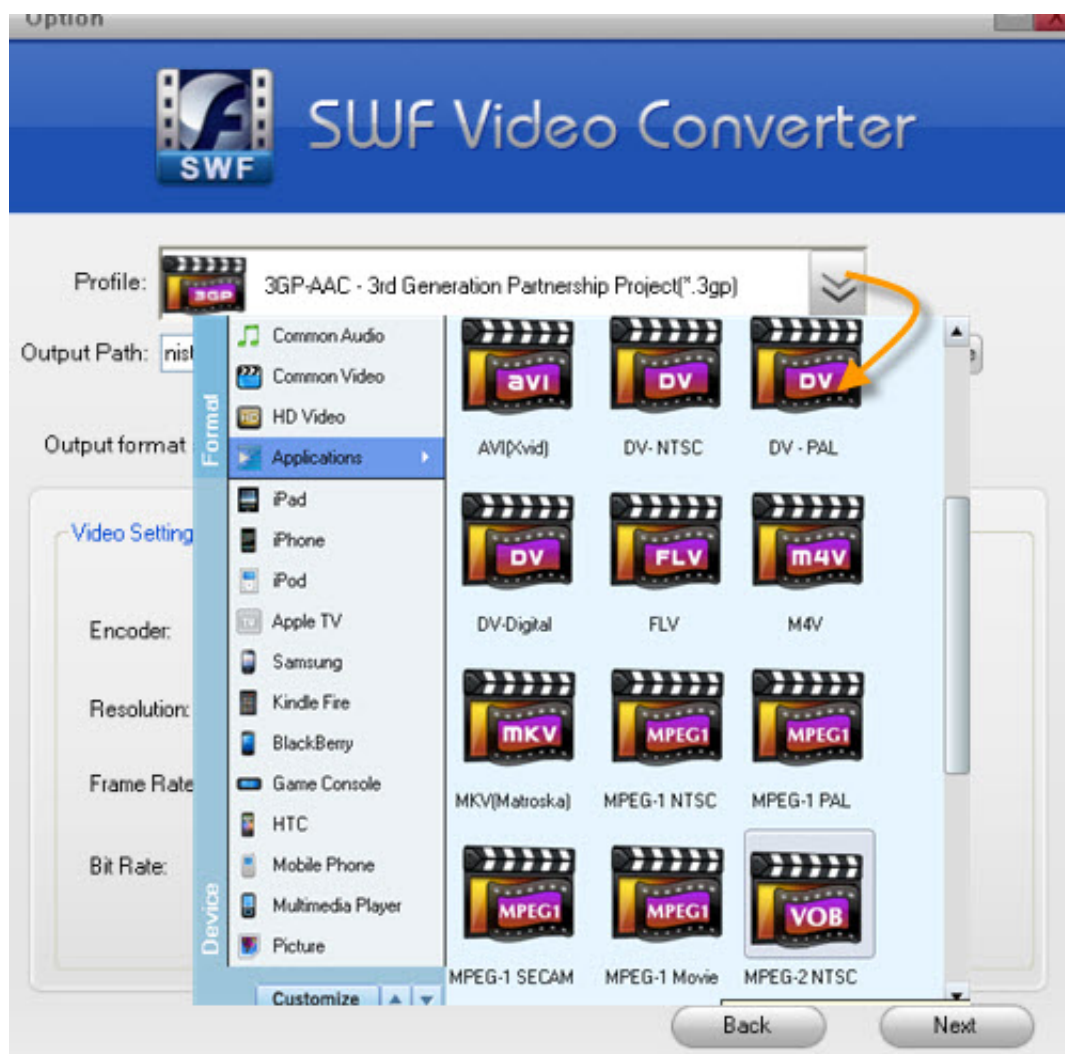 Option
SWF
SWF Video Converter
Profile:
3GP
3GP-AAC - 3rd Generation Partnership Project(*.3gp)
Output Path:
Output format
Video Setting
Encoder:
Resolution:
Frame Rate
Bit Rate:
Format
Device
Common Audio
Common Video
HD
HD Video
Applications
iPad
iPhone
iPod
Apple TV
Samsung
Kindle Fire
BlackBerry
Game Console
HTC
Mobile Phone
Multimedia Player
Picture
Customize
AVI
DV
DV
AVI(Xvid)
DV- NTSC
DV - PAL
DV
FLV
M4V
DV-Digital
FLV
M4V
MKV
MPEG1
MPEG1
MKV(Matroska)
MPEG-1 NTSC
MPEG-1 PAL
MPEG1
MPEG1
VOB
MPEG-1 SECAM
MPEG-1 Movie
MPEG-2 NTSC
Back
Next